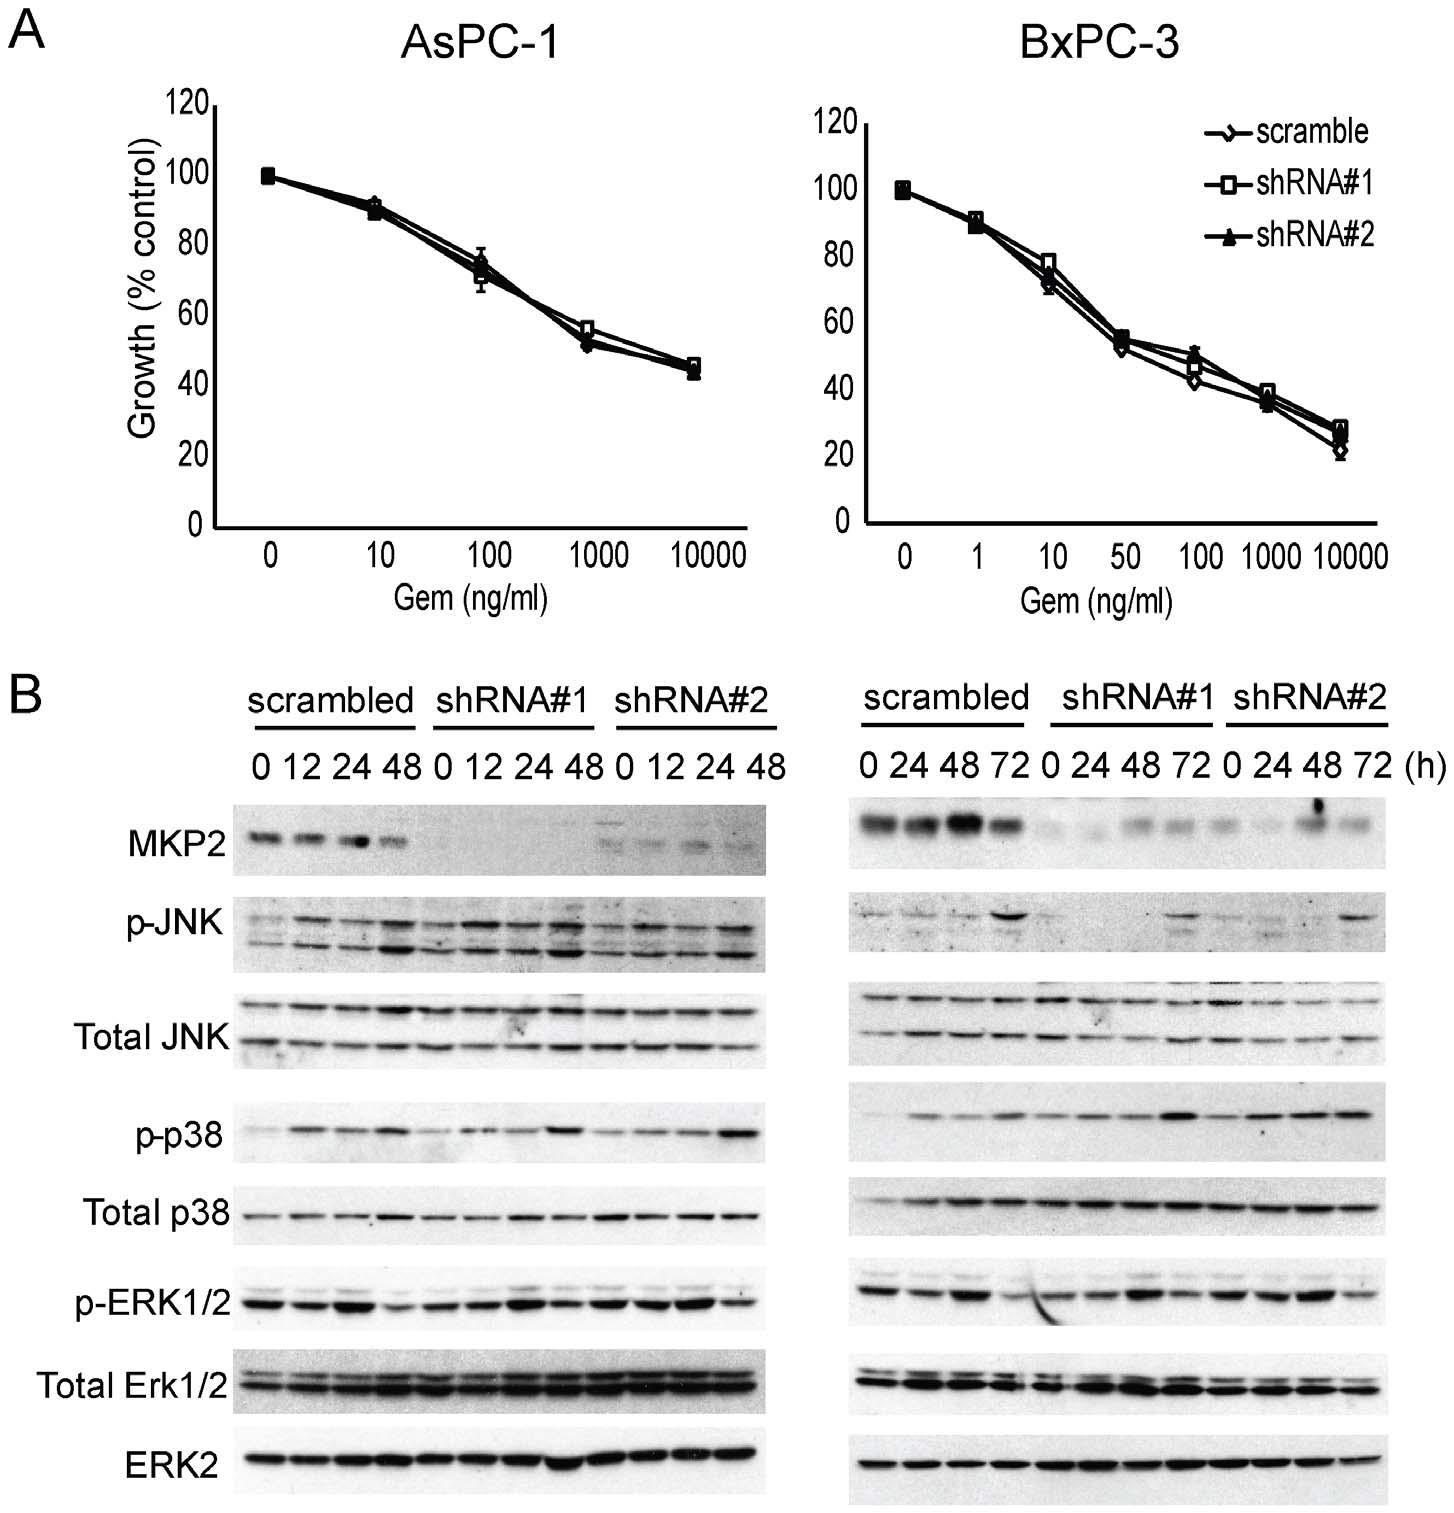 A
AsPC-1
BxPC-3
120
100
80
60
40
20
0
Growth (% control)
0 10 100 1000 10000
Gem (ng/ml)
120
100
80
60
40
20
0
scramble
shRNA#1
shRNA#2
0 1 10 50 100 1000 10000
Gem (ng/ml)
B
scrambled shRNA#1 shRNA#2
0 12 24 48 0 12 24 48 0 12 24 48
scrambled shRNA#1 shRNA#2
0 24 48 72 0 24 48 72 0 24 48 72 (h)
MKP2
p-JNK
Total JNK
p-p38
Total p38
p-ERK1/2
Total Erk1/2
ERK2